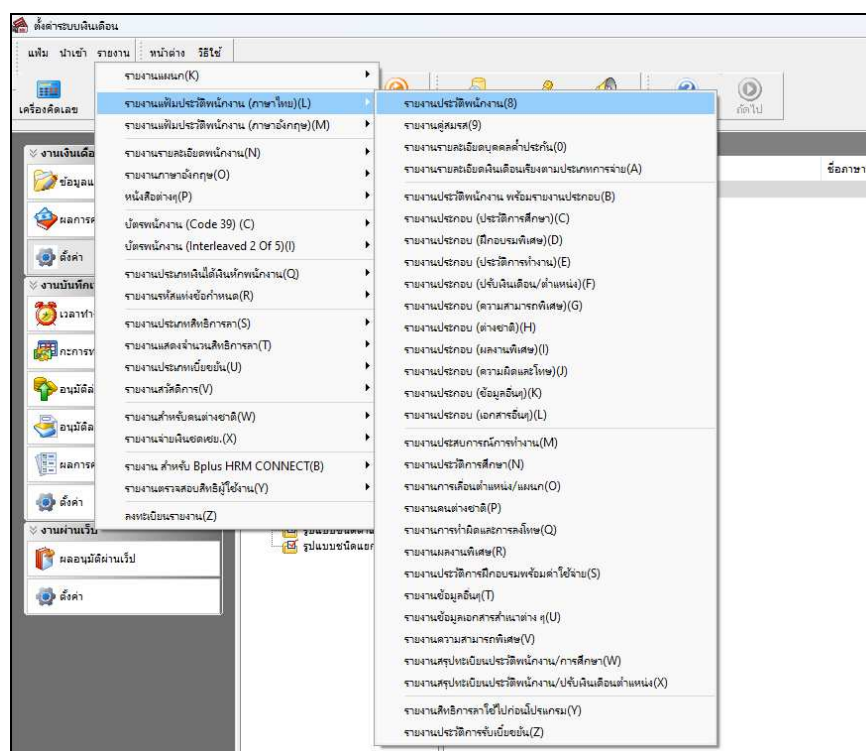 ตั้งค่าระบบเงินเดือน
แฟ้ม นำเข้า รายงาน หน้าต่าง วิธีใช้
เครื่องคิดเลข
ถัดไป
รายงานแผนก(K)
รายงานแฟ้มประวัติพนักงาน (ภาษาไทย)(L)
รายงานแฟ้มประวัติพนักงาน (ภาษาอังกฤษ)(M)
รายงานรายละเอียดพนักงาน(N)
รายงานภาษาอังกฤษ(O)
หนังสือต่างๆ(P)
บัตรพนักงาน (Code 39) (C)
บัตรพนักงาน (Interleaved 2 Of 5)(I)
รายงานประเภทเงินได้เงินหักพนักงาน(Q)
รายงานรหัสแห่งข้อกำหนด(R)
รายงานประเภทสิทธิการลา(S)
รายงานแสดงจำนวนสิทธิการลา(T)
รายงานประเภทเบี้ยขยัน(U)
รายงานสวัสดิการ(V)
รายงานสำหรับคนต่างชาติ(W)
รายงานจ่ายเงินชดเชย.(X)
รายงาน สำหรับ Bplus HRM CONNECT(B)
รายงานตรวจสอบสิทธิผู้ใช้งาน(Y)
ลงทะเบียนรายงาน(Z)
รายงานประวัติพนักงาน(8)
รายงานคู่สมรส(9)
รายงานรายละเอียดบุคคลค้ำประกัน(0)
รายงานรายละเอียดเงินเดือนเรียงตามประเภทการจ่าย(A)
รายงานประวัติพนักงาน พร้อมรายงานประกอบ(B)
รายงานประกอบ (ประวัติการศึกษา)(C)
รายงานประกอบ (ฝึกอบรมพิเศษ)(D)
รายงานประกอบ (ประวัติการทำงาน)(E)
รายงานประกอบ (ปรับเงินเดือน/ตำแหน่ง)(F)
รายงานประกอบ (ความสามารถพิเศษ)(G)
รายงานประกอบ (ต่างชาติ)(H)
รายงานประกอบ (ผลงานพิเศษ)(I)
รายงานประกอบ (ความผิดและโทษ)(J)
รายงานประกอบ (ข้อมูลอื่นๆ)(K)
รายงานประกอบ (เอกสารอื่นๆ)(L)
รายงานประสบการณ์การทำงาน(M)
รายงานประวัติการศึกษา(N)
รายงานการเลื่อนตำแหน่ง/แผนก(O)
รายงานคนต่างชาติ(P)
รายงานการทำผิดและการลงโทษ(Q)
รายงานผลงานพิเศษ(R)
รายงานประวัติการฝึกอบรมพร้อมค่าใช้จ่าย(S)
รายงานข้อมูลอื่นๆ(T)
รายงานข้อมูลเอกสารสำเนาต่าง ๆ(U)
รายงานความสามารถพิเศษ(V)
รายงานสรุปทะเบียนประวัติพนักงาน/การศึกษา(W)
รายงานสรุปทะเบียนประวัติพนักงาน/ปรับเงินเดือนตำแหน่ง(X)
รายงานสิทธิการลาใช้ไปก่อนโปรแกรม(Y)
รายงานประวัติการรับเบี้ยขยัน(Z)
ชื่อภาษา
งานเงินเดือ
ข้อมูลแ
ผลการค
ตั้งค่า
งานบันทึกเ
เวลาทำ
กะการท
อนุมัติล
อนุมัติล
ผลการค
ตั้งค่า
งานผ่านเว็บ
ผลอนุมัติผ่านเว็ป
ตั้งค่า
รูปแบบชนิดแยก